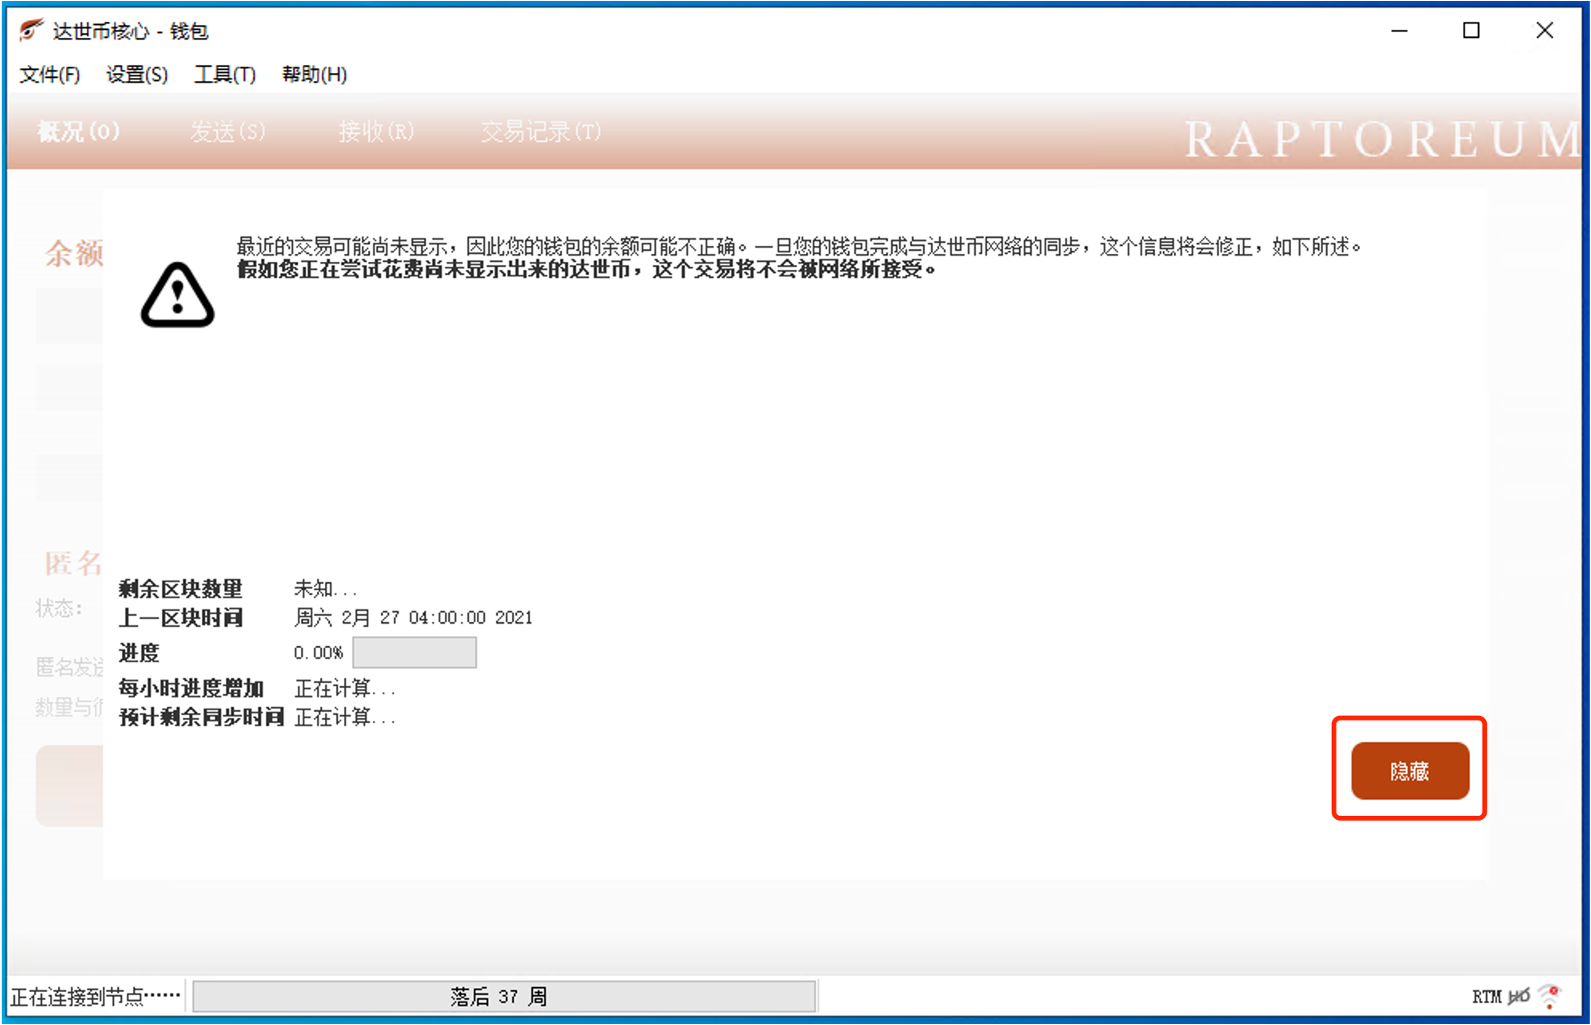 达世币核心 - 钱包
文件(F) 设置(S) 工具(T) 帮助(H)
概况(O) 发送(S) 接收(R) 交易记录(T)
RAPTOREUM
余额
最近的交易可能尚未显示，因此您的钱包的余额可能不正确。一旦您的钱包完成与达世币网络的同步，这个信息将会修正，如下所述。
假如您正在尝试花费尚未显示出来的达世币，这个交易将不会被网络所接受。
匿名
状态：
匿名发送
数量与
剩余区块数量 未知...
上一区块时间 周六 2月 27 04:00:00 2021
进度 0.00%
每小时进度增加 正在计算...
预计剩余同步时间 正在计算...
隐藏
正在连接到节点…… 落后 37 周 RTM HD